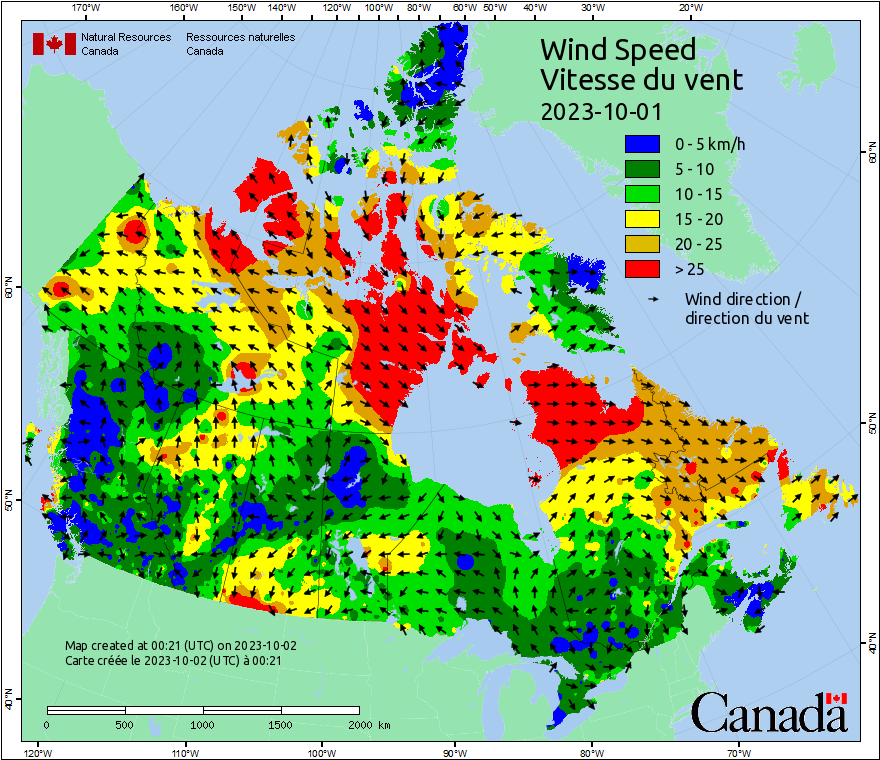 170°W 160°W 150°W 140°W 120°W 110°W 100°W 80°W 60°W 50°W 40°W 30°W 20°W
Natural Resources Ressources naturelles
Canada Canada
Wind Speed
Vitesse du vent
2023-10-01
0 - 5 km/h
5 - 10
10 - 15
15 - 20
20 - 25
> 25
Wind direction /
direction du vent
60°N 60°N
50°N 50°N
40°N 40°N
Map created at 00:21 (UTC) on 2023-10-02
Carte créée le 2023-10-02 (UTC) à 00:21
0 500 1000 1500 2000 km
Canada
120°W 110°W 100°W 90°W 80°W 70°W